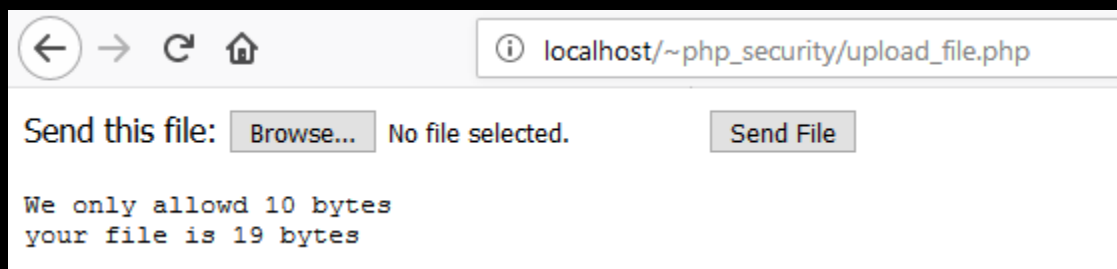 localhost/~php_security/upload_file.php
Send this file: Browse... No file selected. Send File
We only allowd 10 bytes
your file is 19 bytes